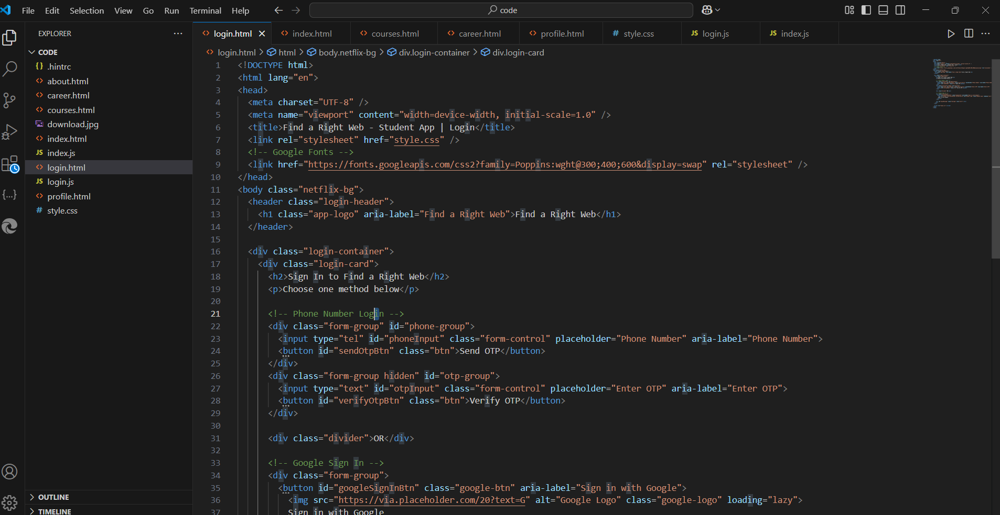 File Edit Selection View Go Run Terminal Help
code
EXPLORER
CODE
.hintrc
about.html
career.html
courses.html
download.jpg
index.html
index.js
login.html
login.js
profile.html
style.css
OUTLINE
TIMELINE
login.html index.html courses.html career.html profile.html style.css login.js index.js
login.html > html > body.netflix-bg > div.login-container > div.login-card
1 <!DOCTYPE html>
2 <html lang="en">
3 <head>
4 <meta charset="UTF-8" />
5 <meta name="viewport" content="width=device-width, initial-scale=1.0" />
6 <title>Find a Right Web - Student App | Login</title>
7 <link rel="stylesheet" href="style.css" />
8 <!-- Google Fonts -->
9 <link href="https://fonts.googleapis.com/css2?family=Poppins:wght@300;400;600&display=swap" rel="stylesheet" />
10 </head>
11 <body class="netflix-bg">
12 <header class="login-header">
13 <h1 class="app-logo" aria-label="Find a Right Web">Find a Right Web</h1>
14 </header>
15
16 <div class="login-container">
17 <div class="login-card">
18 <h2>Sign In to Find a Right Web</h2>
19 <p>Choose one method below</p>
20
21 <!-- Phone Number Login -->
22 <div class="form-group" id="phone-group">
23 <input type="tel" id="phoneInput" class="form-control" placeholder="Phone Number" aria-label="Phone Number">
24 <button id="sendOtpBtn" class="btn">Send OTP</button>
25 </div>
26 <div class="form-group hidden" id="otp-group">
27 <input type="text" id="otpInput" class="form-control" placeholder="Enter OTP" aria-label="Enter OTP">
28 <button id="verifyOtpBtn" class="btn">Verify OTP</button>
29 </div>
30
31 <div class="divider">OR</div>
32
33 <!-- Google Sign In -->
34 <div class="form-group">
35 <button id="googleSignInBtn" class="google-btn" aria-label="Sign in with Google">
36 <img src="https://via.placeholder.com/20?text=G" alt="Google Logo" class="google-logo" loading="lazy">
37 Sign in with Google